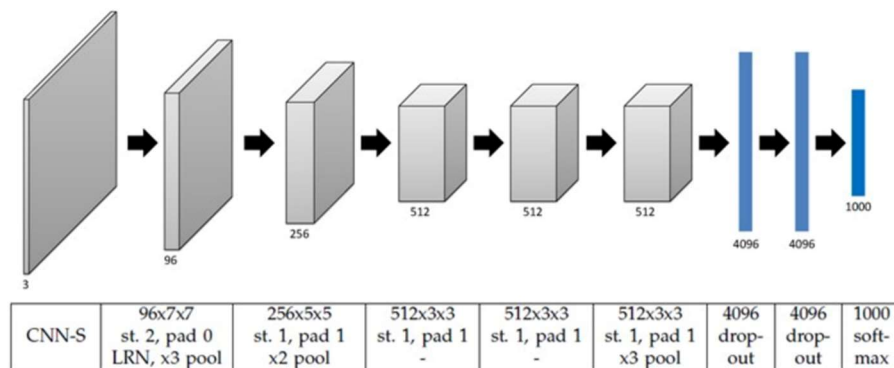 3
96
256
512
512
512
4096
4096
1000
CNN-S
96x7x7
st. 2, pad 0
LRN, x3 pool
256x5x5
st. 1, pad 1
x2 pool
512x3x3
st. 1, pad 1
-
512x3x3
st. 1, pad 1
-
512x3x3
st. 1, pad 1
x3 pool
4096
drop-
out
4096
drop-
out
1000
soft-
max